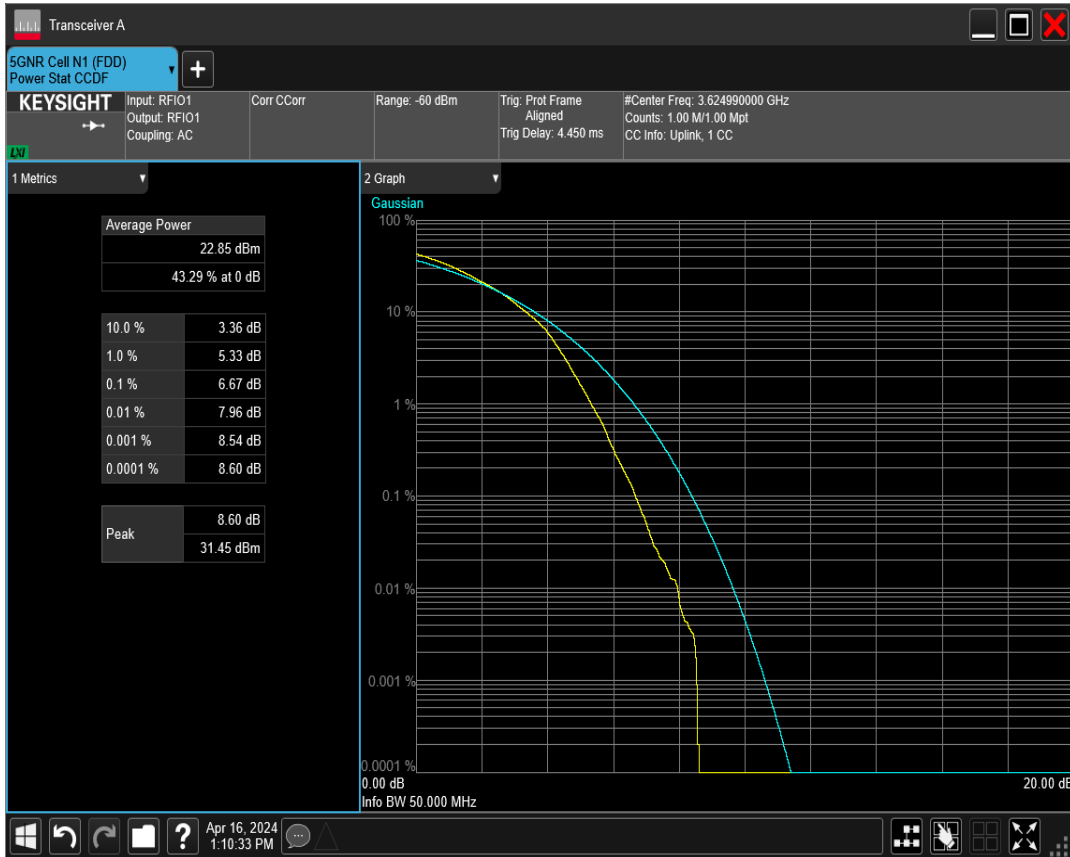 Transceiver A
5GNR Cell N1 (FDD)
Power Stat CCDF
+
KEYSIGHT
LXI
Input: RFIO1
Output: RFIO1
Coupling: AC
Corr CCorr
Range: -60 dBm
Trig: Prot Frame
Aligned
Trig Delay: 4.450 ms
#Center Freq: 3.624990000 GHz
Counts: 1.00 M/1.00 Mpt
CC Info: Uplink, 1 CC
1 Metrics
Average Power
22.85 dBm
43.29 % at 0 dB
10.0 % 3.36 dB
1.0 % 5.33 dB
0.1 % 6.67 dB
0.01 % 7.96 dB
0.001 % 8.54 dB
0.0001 % 8.60 dB
Peak
8.60 dB
31.45 dBm
2 Graph
Gaussian
100 %
10 %
1 %
0.1 %
0.01 %
0.001 %
0.0001 %
0.00 dB 20.00 dB
Info BW 50.000 MHz
?
Apr 16, 2024
1:10:33 PM